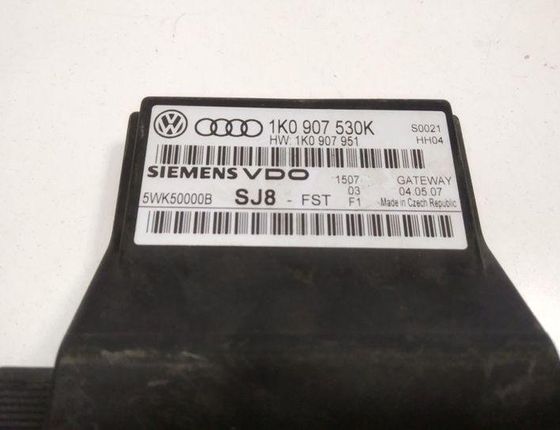 1K0 907 530K S0021
HW: 1K0 907 951 HH04
SIEMENS VDO 1507 GATEWAY
5WK50000B SJ8 - FST 03 04.05.07
F1 Made in Czech Republic